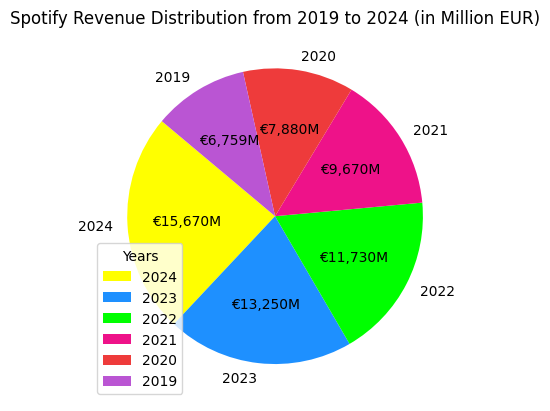 Spotify Revenue Distribution from 2019 to 2024 (in Million EUR)
2020
2019
€7,880M
€6,759M
2021
€9,670M
€15,670M
2024
€11,730M
2022
€13,250M
2023
Years
2024
2023
2022
2021
2020
2019